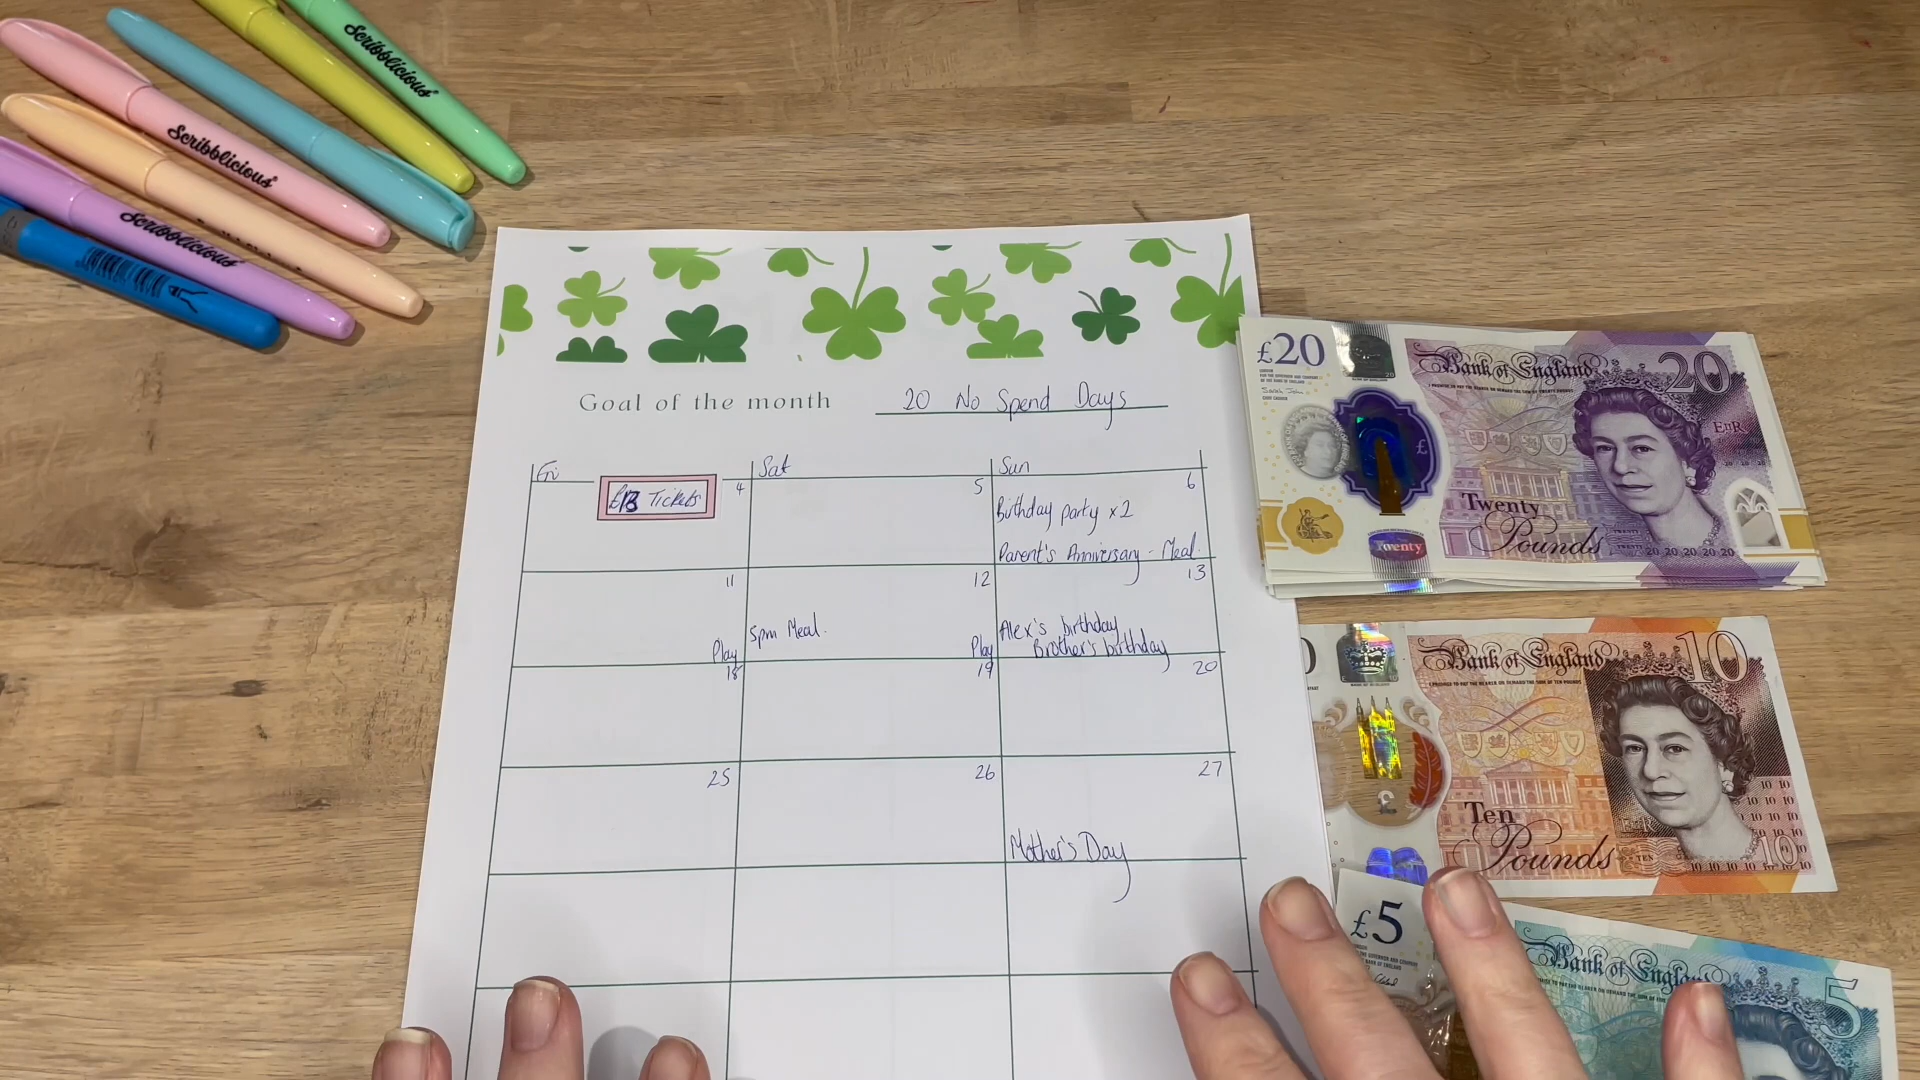 Scribblicious
Scribblicious
Scribblicious
Goal of the month 20 No Spend Days
Fri Sat Sun
Tickets 4 5 6
Birthday party x2
Parent's Anniversary - Meal.
11 12 13
5pm Meal. Alex's birthday
Play Play Brother's birthday
18 19 20
25 26 27
Mother's Day
£20 Bank of England 20
Twenty
Twenty Pounds
Bank of England 10
Ten Pounds
£5 Bank of England 5